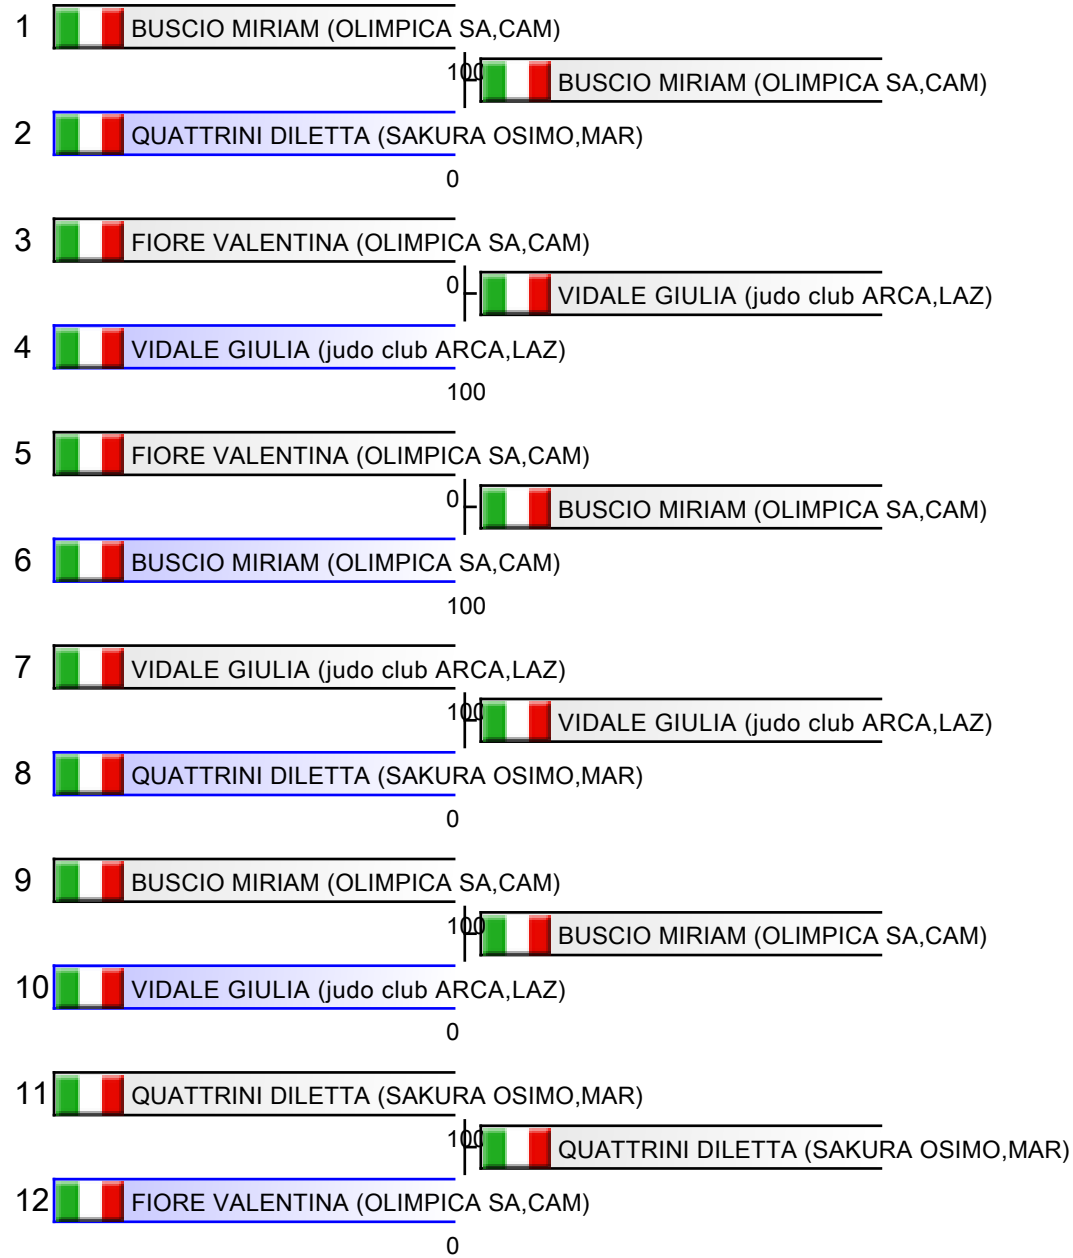 1 BUSCIO MIRIAM (OLIMPICA SA,CAM)
100 BUSCIO MIRIAM (OLIMPICA SA,CAM)
2 QUATTRINI DILETTA (SAKURA OSIMO,MAR)
0
3 FIORE VALENTINA (OLIMPICA SA,CAM)
0 VIDALE GIULIA (judo club ARCA,LAZ)
4 VIDALE GIULIA (judo club ARCA,LAZ)
100
5 FIORE VALENTINA (OLIMPICA SA,CAM)
0 BUSCIO MIRIAM (OLIMPICA SA,CAM)
6 BUSCIO MIRIAM (OLIMPICA SA,CAM)
100
7 VIDALE GIULIA (judo club ARCA,LAZ)
100 VIDALE GIULIA (judo club ARCA,LAZ)
8 QUATTRINI DILETTA (SAKURA OSIMO,MAR)
0
9 BUSCIO MIRIAM (OLIMPICA SA,CAM)
100 BUSCIO MIRIAM (OLIMPICA SA,CAM)
10 VIDALE GIULIA (judo club ARCA,LAZ)
0
11 QUATTRINI DILETTA (SAKURA OSIMO,MAR)
100 QUATTRINI DILETTA (SAKURA OSIMO,MAR)
12 FIORE VALENTINA (OLIMPICA SA,CAM)
0